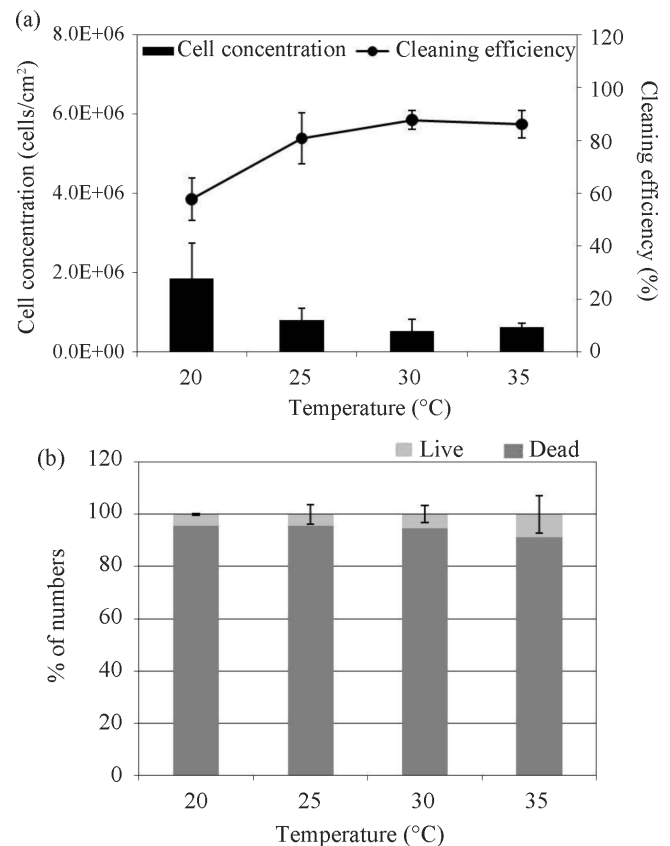 (a)
8.0E+06
6.0E+06
4.0E+06
2.0E+06
0.0E+00
Cell concentration (cells/cm²)
Cell concentration
Cleaning efficiency
120
100
80
60
40
20
0
Cleaning efficiency (%)
20 25 30 35
Temperature (°C)
(b)
Live Dead
120
100
80
60
40
20
0
% of numbers
20 25 30 35
Temperature (°C)